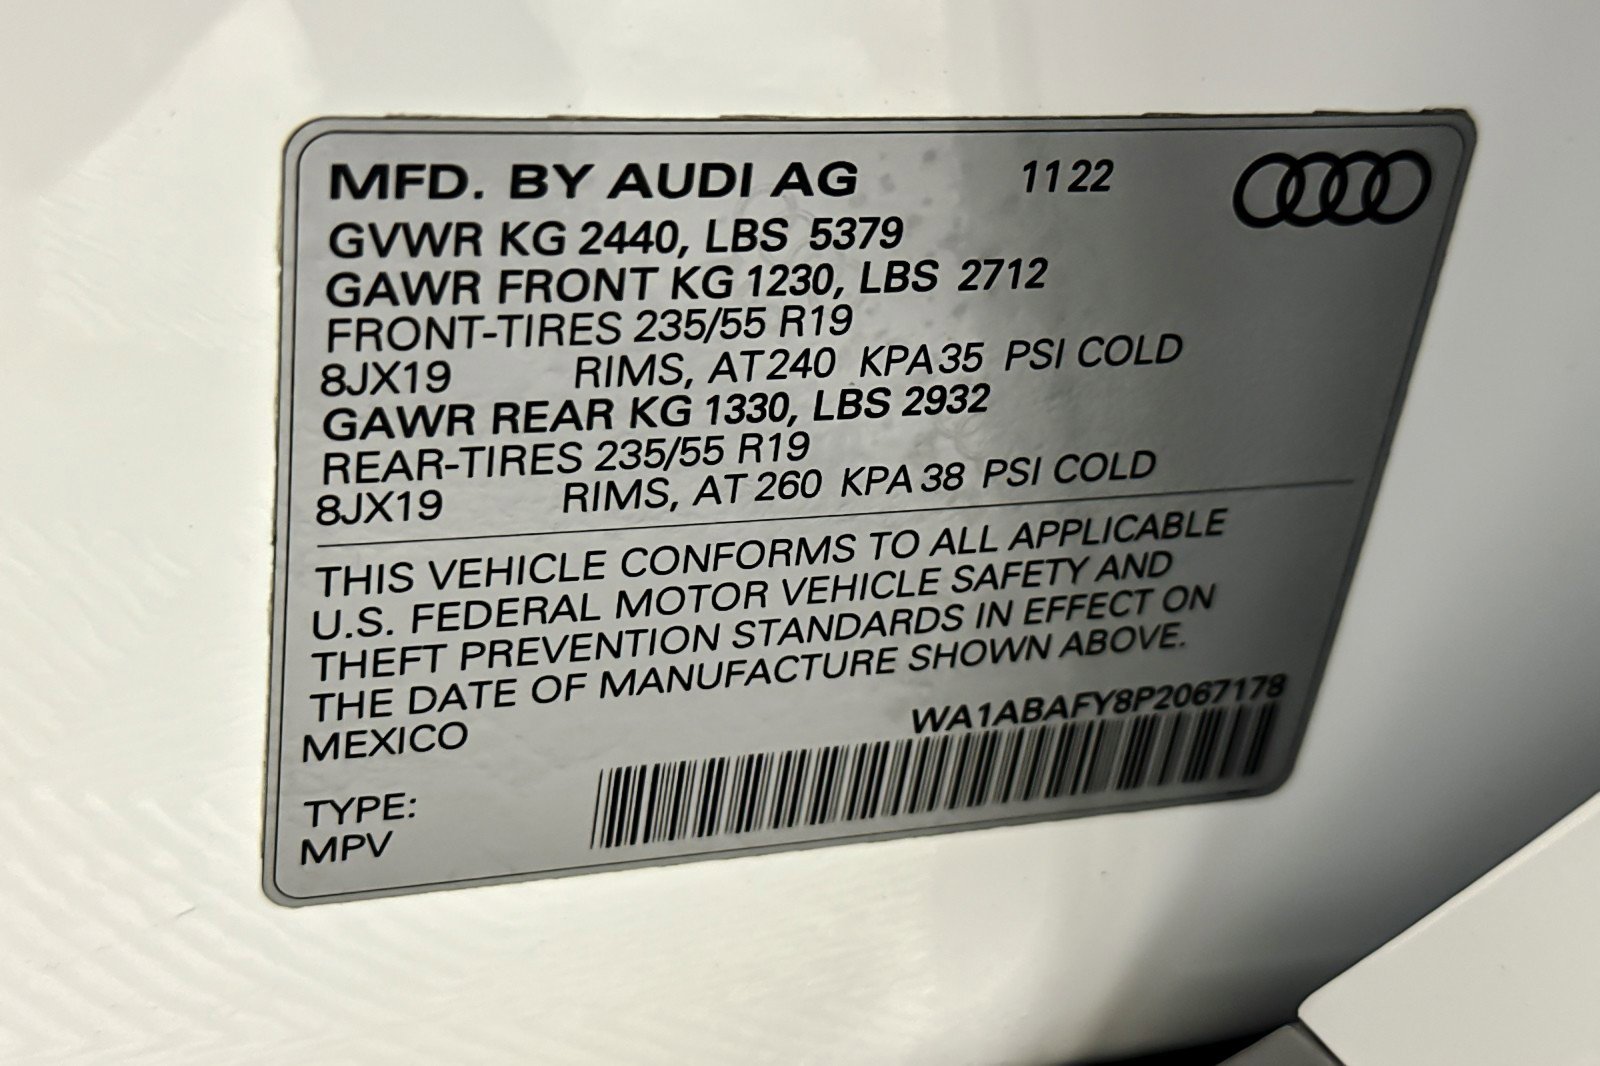 MFD. BY AUDI AG 11 22
GVWR KG 2440, LBS 5379
GAWR FRONT KG 1230, LBS 2712
FRONT-TIRES 235/55 R19
8JX19 RIMS, AT 240 KPA 35 PSI COLD
GAWR REAR KG 1330, LBS 2932
REAR-TIRES 235/55 R19
8JX19 RIMS, AT 260 KPA 38 PSI COLD
THIS VEHICLE CONFORMS TO ALL APPLICABLE
U.S. FEDERAL MOTOR VEHICLE SAFETY AND
THEFT PREVENTION STANDARDS IN EFFECT ON
THE DATE OF MANUFACTURE SHOWN ABOVE.
MEXICO WA1ABAFY8P2067178
TYPE:
MPV